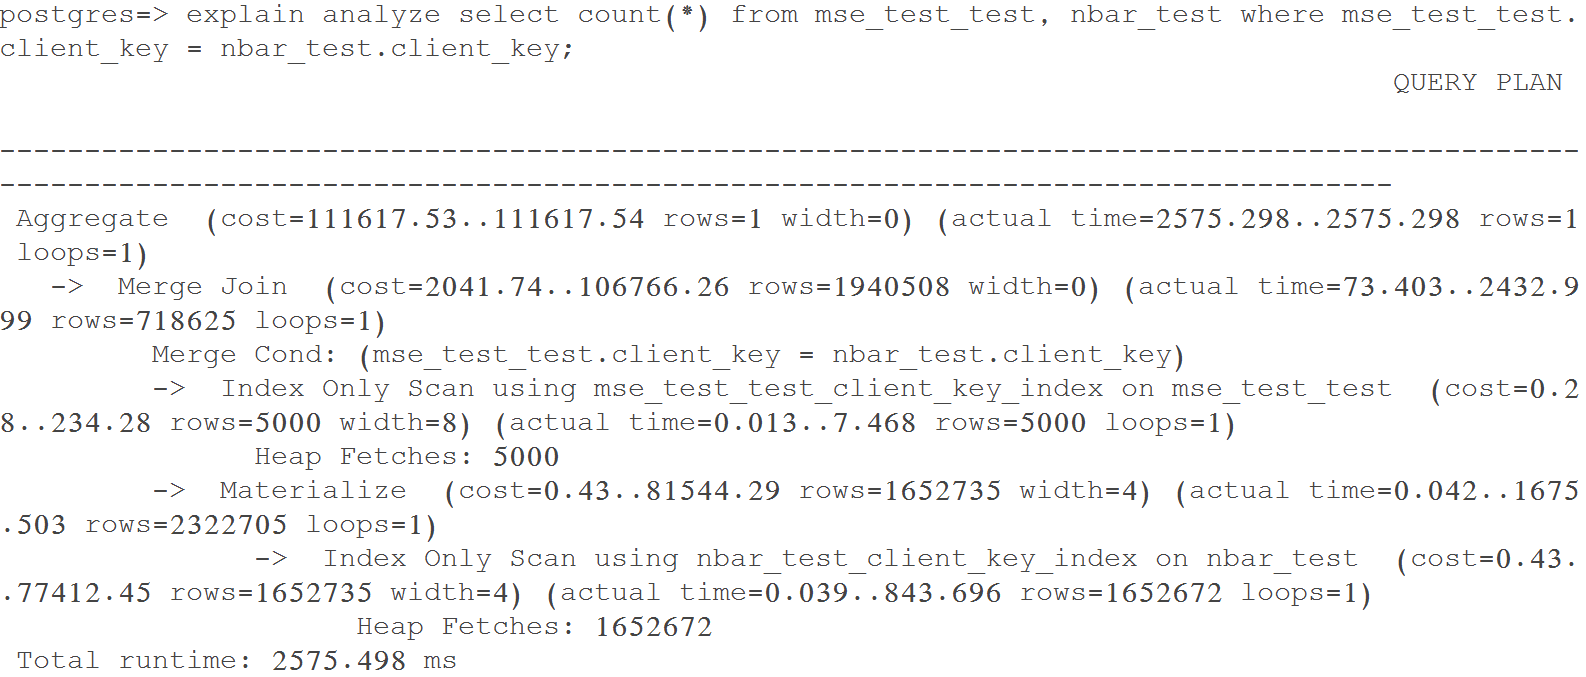 postgres=> explain analyze select count(*) from mse_test_test, nbar_test where mse_test_test.
client_key = nbar_test.client_key;
QUERY PLAN
---------------------------------------------------------------------------------------------
----------------------------------------------------------------------------------
Aggregate  (cost=111617.53..111617.54 rows=1 width=0) (actual time=2575.298..2575.298 rows=1
loops=1)
->  Merge Join  (cost=2041.74..106766.26 rows=1940508 width=0) (actual time=73.403..2432.9
99 rows=718625 loops=1)
Merge Cond: (mse_test_test.client_key = nbar_test.client_key)
->  Index Only Scan using mse_test_test_client_key_index on mse_test_test  (cost=0.2
8..234.28 rows=5000 width=8) (actual time=0.013..7.468 rows=5000 loops=1)
Heap Fetches: 5000
->  Materialize  (cost=0.43..81544.29 rows=1652735 width=4) (actual time=0.042..1675
.503 rows=2322705 loops=1)
->  Index Only Scan using nbar_test_client_key_index on nbar_test  (cost=0.43.
.77412.45 rows=1652735 width=4) (actual time=0.039..843.696 rows=1652672 loops=1)
Heap Fetches: 1652672
Total runtime: 2575.498 ms